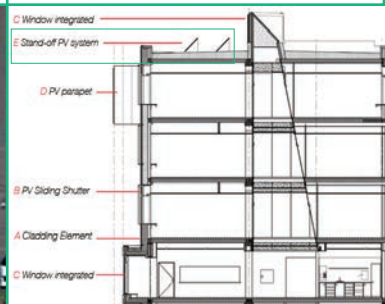 C Window integrated
E Stand-off PV system
D PV parapet
B PV Sliding Shutter
A Cladding Element
C Window integrated